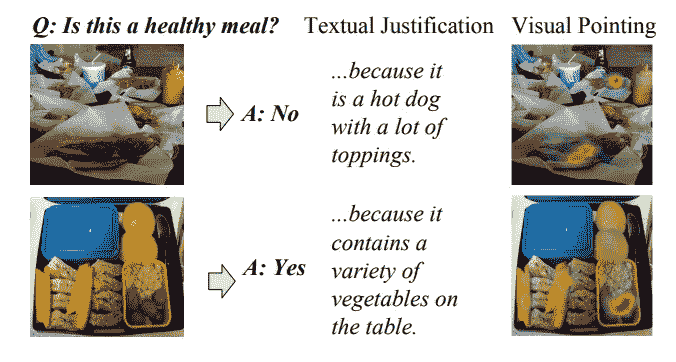 Q: Is this a healthy meal? Textual Justification Visual Pointing
A: No
...because it
is a hot dog
with a lot of
toppings.
A: Yes
...because it
contains a
variety of
vegetables on
the table.